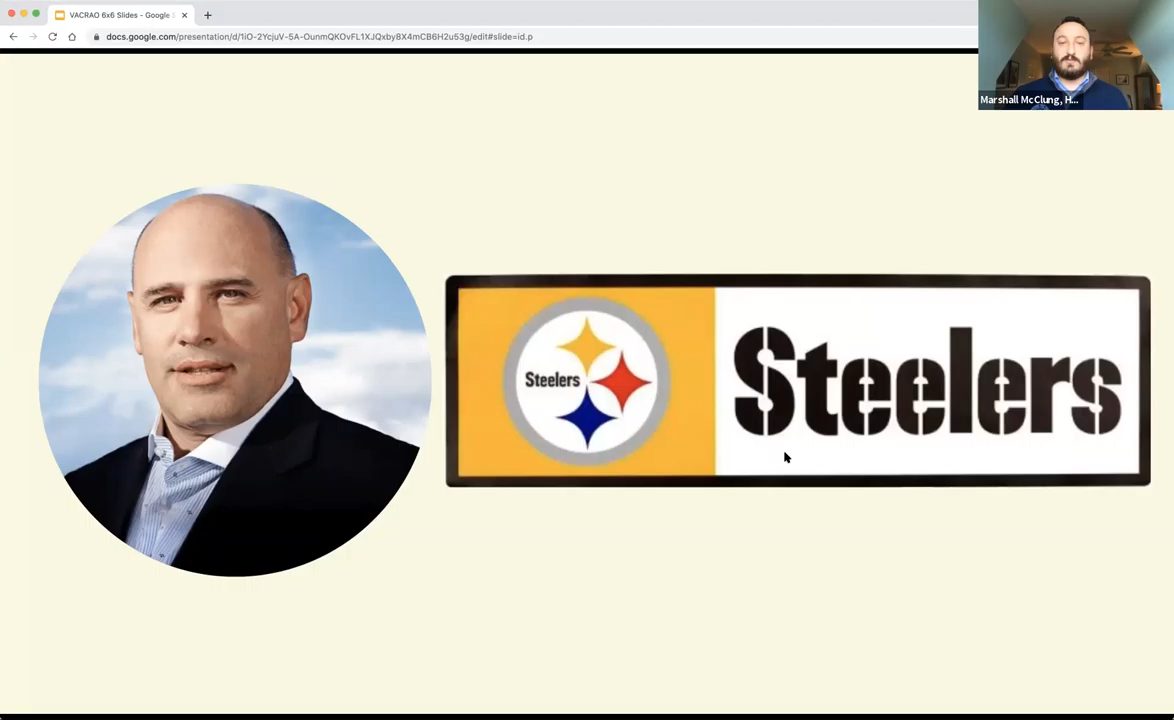 VACRAO 6x6 Slides - Google S
docs.google.com/presentation/d/1iO-2YcjuV-5A-OunmQKOvFL1XJQxby8X4mCB6H2u53g/edit#slide=id.p
Marshall McClung, H...
Steelers
Steelers